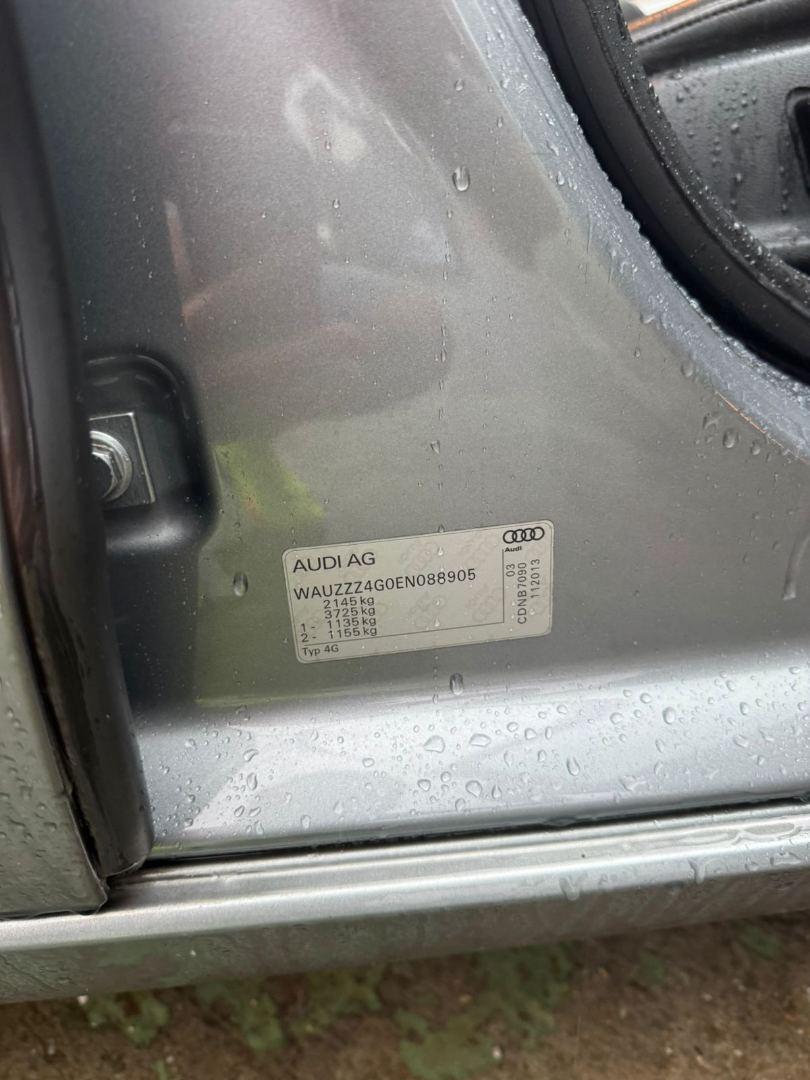 AUDI AG
Audi
WAUZZZ4G0EN088905
2145 kg
3725 kg
1 - 1135 kg
2 - 1155 kg
Typ 4G
03
CDNB7090
112013